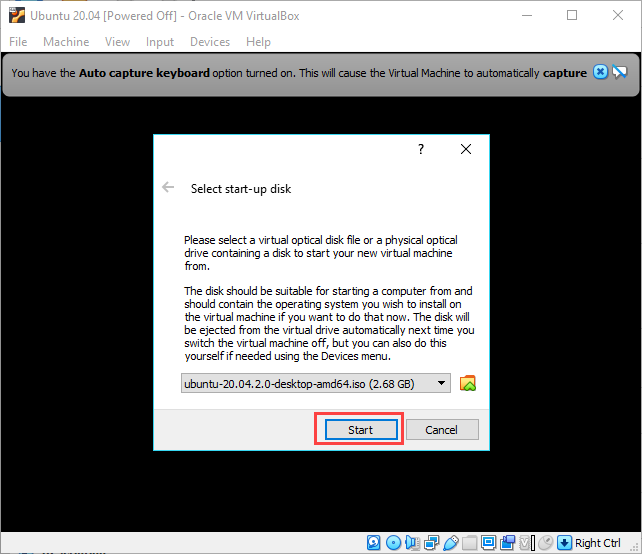 Ubuntu 20.04 [Powered Off] - Oracle VM VirtualBox
File Machine View Input Devices Help
You have the Auto capture keyboard option turned on. This will cause the Virtual Machine to automatically capture
?
Select start-up disk
Please select a virtual optical disk file or a physical optical
drive containing a disk to start your new virtual machine
from.
The disk should be suitable for starting a computer from and
should contain the operating system you wish to install on
the virtual machine if you want to do that now. The disk will
be ejected from the virtual drive automatically next time you
switch the virtual machine off, but you can also do this
yourself if needed using the Devices menu.
ubuntu-20.04.2.0-desktop-amd64.iso (2.68 GB)
Start Cancel
Right Ctrl